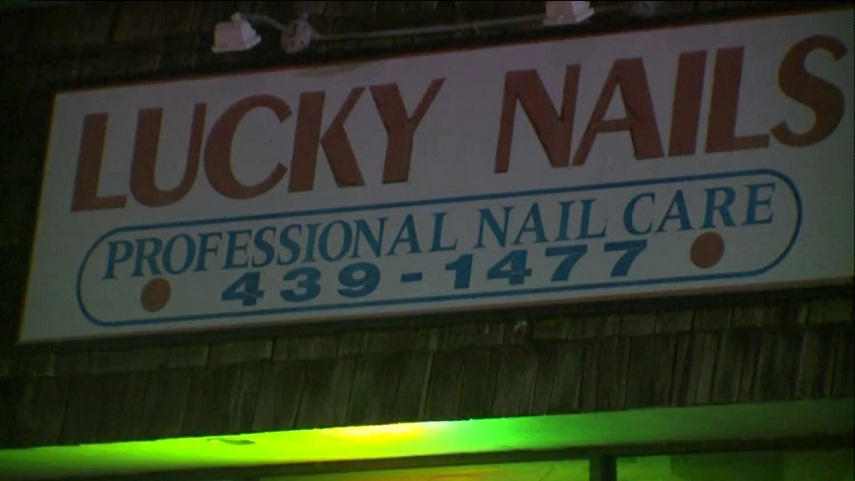 LUCKY NAILS
PROFESSIONAL NAIL CARE
439-1477